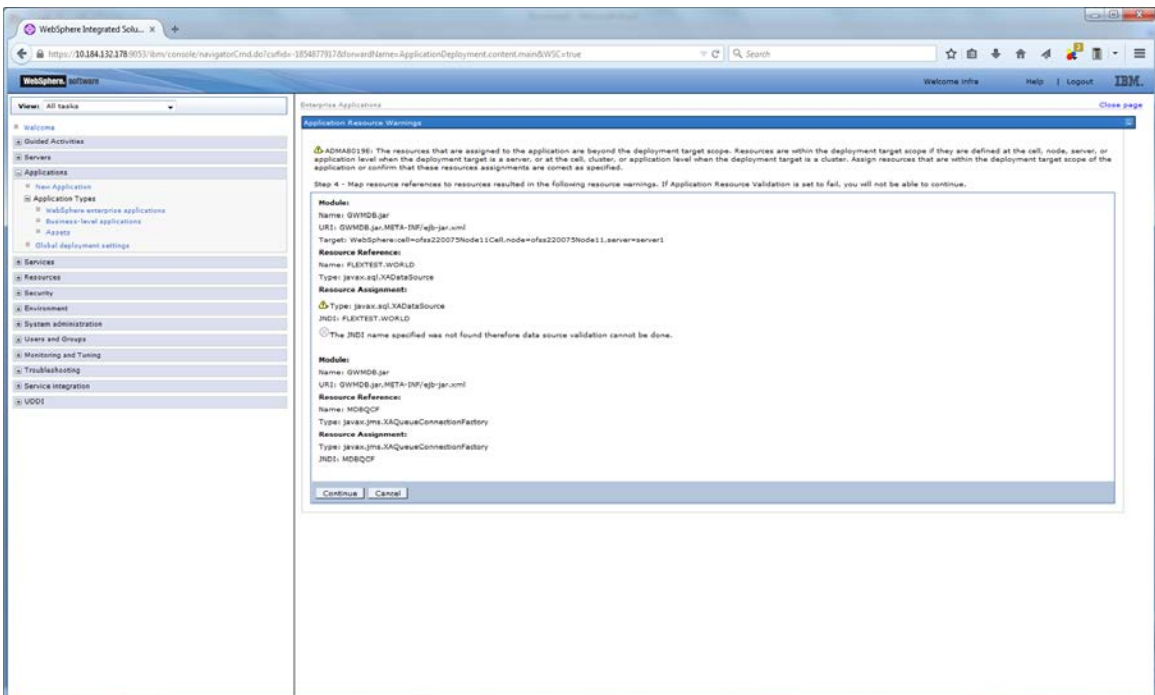 WebSphere Integrated Solu... × +
https://10.184.132.178:9053/ibm/console/navigatorCmd.do?csrfid=-1854877917&forwardName=ApplicationDeployment.content.main&WSC=true
Search
WebSphere. software
Welcome infra
Help | Logout
IBM.
View: All tasks
Welcome
Guided Activities
Servers
Applications
New Application
Application Types
WebSphere enterprise applications
Business-level applications
Assets
Global deployment settings
Services
Resources
Security
Environment
System administration
Users and Groups
Monitoring and Tuning
Troubleshooting
Service integration
UDDI
Enterprise Applications
Close page
Application Resource Warnings
ADMA8019E: The resources that are assigned to the application are beyond the deployment target scope. Resources are within the deployment target scope if they are defined at the cell, node, server, or
application level when the deployment target is a server, or at the cell, cluster, or application level when the deployment target is a cluster. Assign resources that are within the deployment target scope of the
application or confirm that these resources assignments are correct as specified.
Step 4 - Map resource references to resources resulted in the following resource warnings. If Application Resource Validation is set to fail, you will not be able to continue.
Module:
Name: GWMDB.jar
URI: GWMDB.jar,META-INF/ejb-jar.xml
Target: WebSphere:cell=ofss220075Node11Cell,node=ofss220075Node11,server=server1
Resource Reference:
Name: FLEXTEST.WORLD
Type: javax.sql.XADataSource
Resource Assignment:
Type: javax.sql.XADataSource
JNDI: FLEXTEST.WORLD
The JNDI name specified was not found therefore data source validation cannot be done.
Module:
Name: GWMDB.jar
URI: GWMDB.jar,META-INF/ejb-jar.xml
Resource Reference:
Name: MDBQCF
Type: javax.jms.XAQueueConnectionFactory
Resource Assignment:
Type: javax.jms.XAQueueConnectionFactory
JNDI: MDBQCF
Continue Cancel